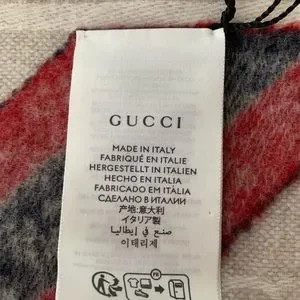 GUCCI
MADE IN ITALY
FABRIQUÉ EN ITALIE
HERGESTELLT IN ITALIEN
HECHO EN ITALIA
FABRICADO EM ITÁLIA
СДЕЛАНО В ИТАЛИИ
产地：意大利
イタリア製
صنع في إيطاليا
이태리제
FR